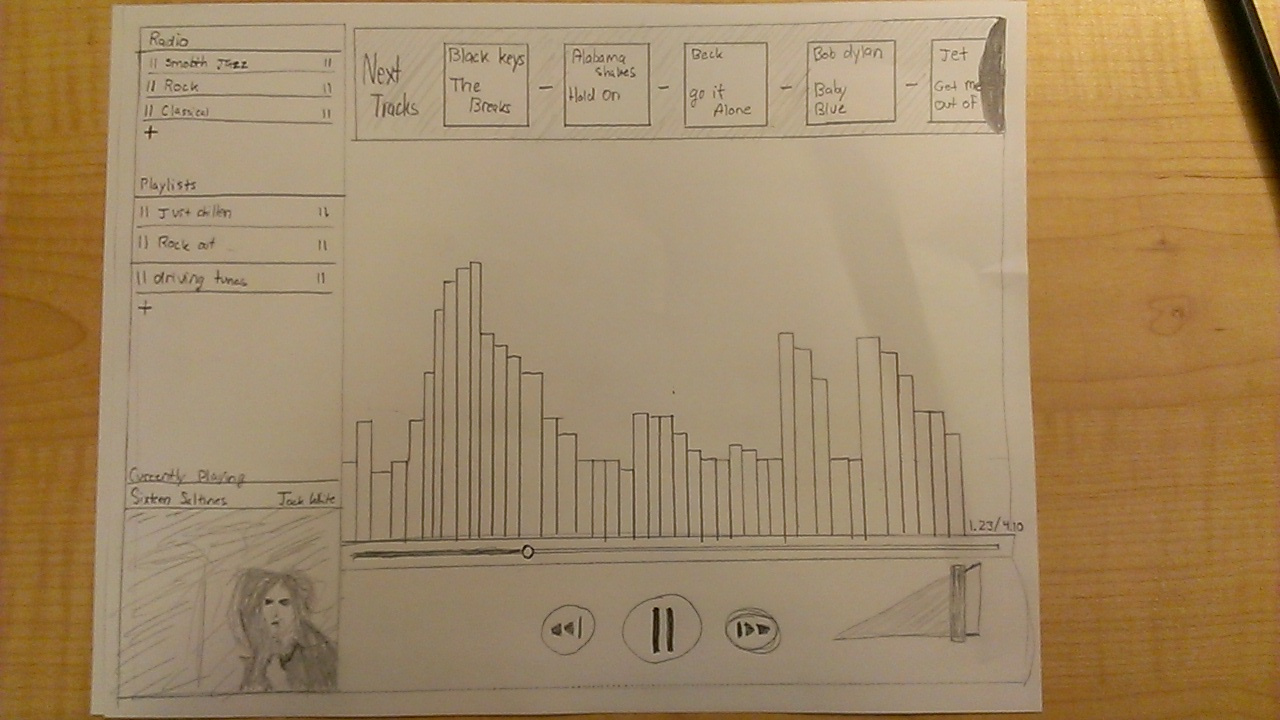 Radio
Smooth Jazz
Rock
Classical
+
Playlists
Just chillen
Rock out
driving tunes
+
Currently Playing
Sixteen Saltines Jack White
Next
Tracks
Black keys
The
Breaks
Alabama
shakes
Hold On
Beck
go it
Alone
Bob dylan
Baby
Blue
Jet
Get me
out of
1.23/4.10